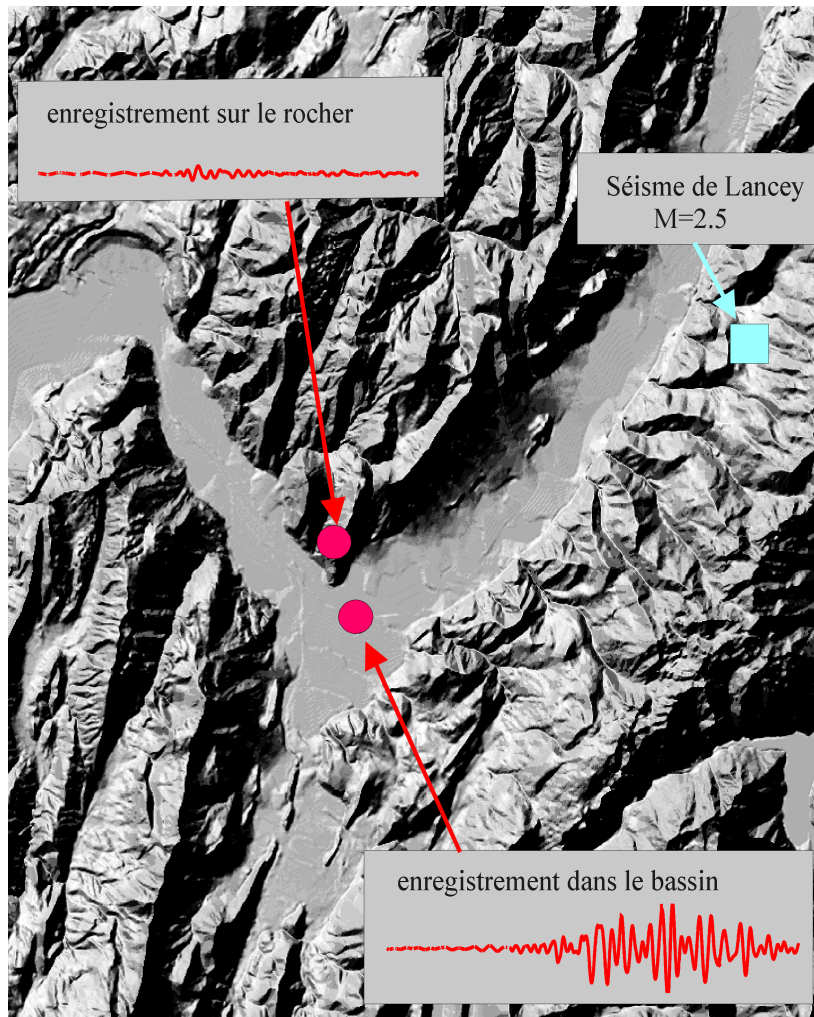 enregistrement sur le rocher
Séisme de Lancey
M=2.5
enregistrement dans le bassin